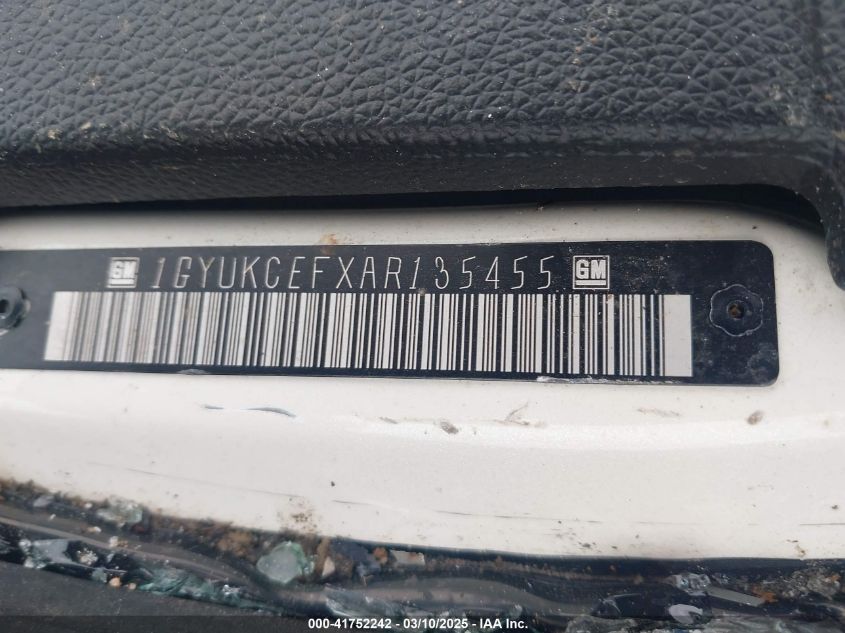 GM 1GYUKCEFXAR135455 GM
000-41752242 - 03/10/2025 - IAA Inc.